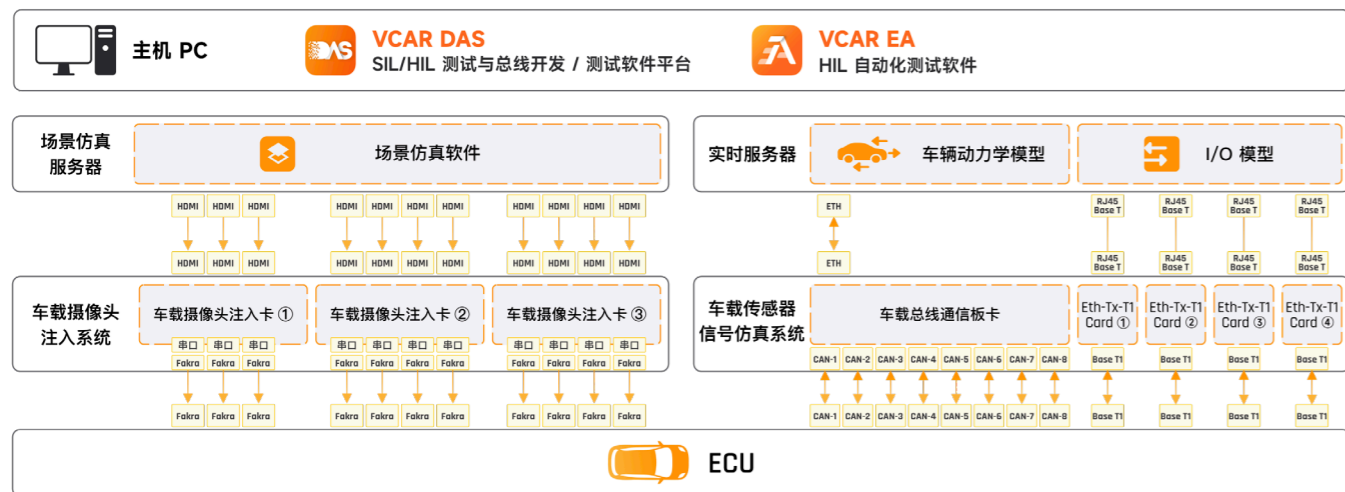 主机 PC
DAS
VCAR DAS
SIL/HIL 测试与总线开发 / 测试软件平台
VCAR EA
HIL 自动化测试软件
场景仿真
服务器
场景仿真软件
实时服务器
车辆动力学模型
I/O 模型
HDMI HDMI HDMI HDMI HDMI HDMI HDMI HDMI HDMI HDMI HDMI
ETH
RJ45 Base T
RJ45 Base T
RJ45 Base T
RJ45 Base T
HDMI HDMI HDMI HDMI HDMI HDMI HDMI HDMI HDMI HDMI HDMI
ETH
RJ45 Base T
RJ45 Base T
RJ45 Base T
RJ45 Base T
车载摄像头
注入系统
车载摄像头注入卡 ①
车载摄像头注入卡 ②
车载摄像头注入卡 ③
串口 串口 串口 串口 串口 串口 串口 串口 串口 串口 串口
Fakra Fakra Fakra Fakra Fakra Fakra Fakra Fakra Fakra Fakra Fakra
车载传感器
信号仿真系统
车载总线通信板卡
Eth-Tx-T1
Card ①
Eth-Tx-T1
Card ②
Eth-Tx-T1
Card ③
Eth-Tx-T1
Card ④
CAN-1 CAN-2 CAN-3 CAN-4 CAN-5 CAN-6 CAN-7 CAN-8 Base T1 Base T1 Base T1 Base T1
Fakra Fakra Fakra Fakra Fakra Fakra Fakra Fakra Fakra Fakra Fakra
CAN-1 CAN-2 CAN-3 CAN-4 CAN-5 CAN-6 CAN-7 CAN-8 Base T1 Base T1 Base T1 Base T1
ECU